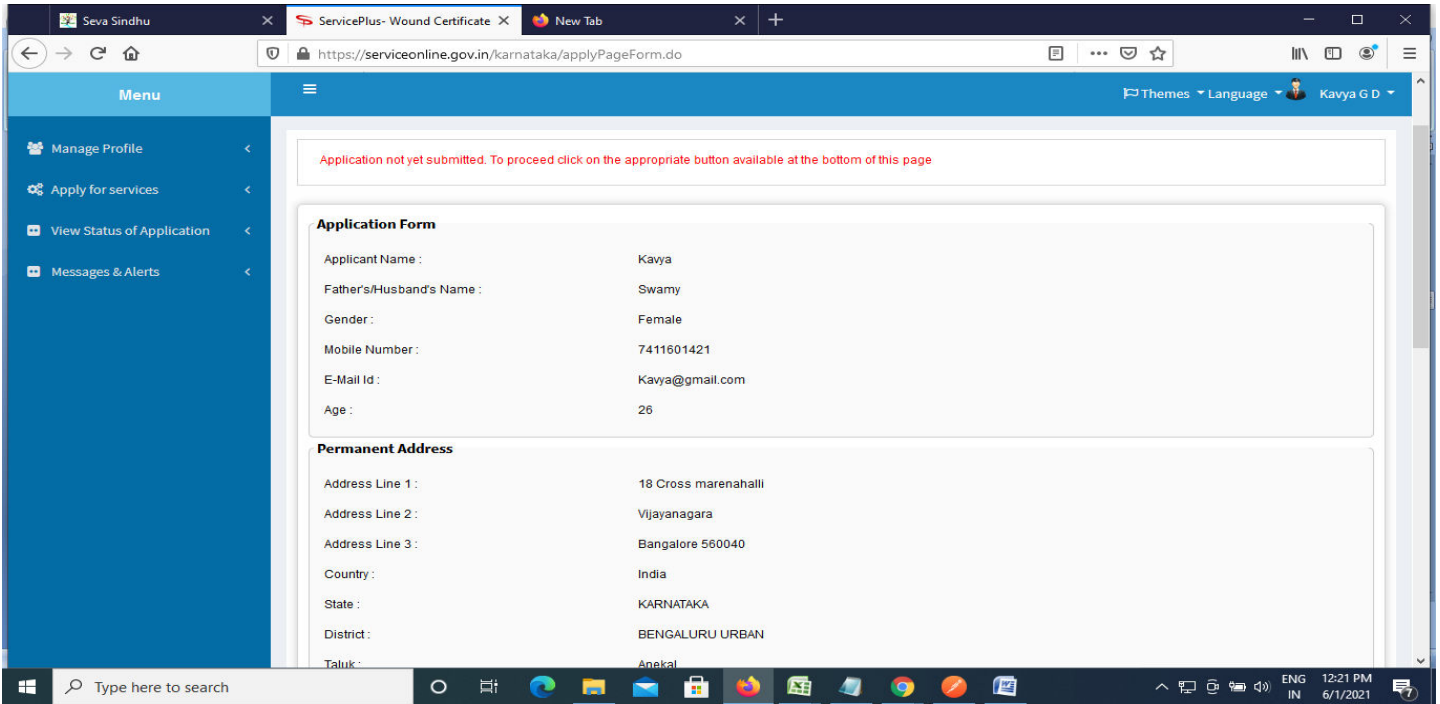 Seva Sindhu
ServicePlus- Wound Certificate
New Tab
https://serviceonline.gov.in/karnataka/applyPageForm.do
Menu
Themes Language Kavya G D
Manage Profile
Apply for services
View Status of Application
Messages & Alerts
Application not yet submitted. To proceed click on the appropriate button available at the bottom of this page
Application Form
Applicant Name : Kavya
Father's/Husband's Name : Swamy
Gender : Female
Mobile Number : 7411601421
E-Mail Id : Kavya@gmail.com
Age : 26
Permanent Address
Address Line 1 : 18 Cross marenahalli
Address Line 2 : Vijayanagara
Address Line 3 : Bangalore 560040
Country : India
State : KARNATAKA
District : BENGALURU URBAN
Taluk : Anekal
Type here to search
ENG 12:21 PM
IN 6/1/2021